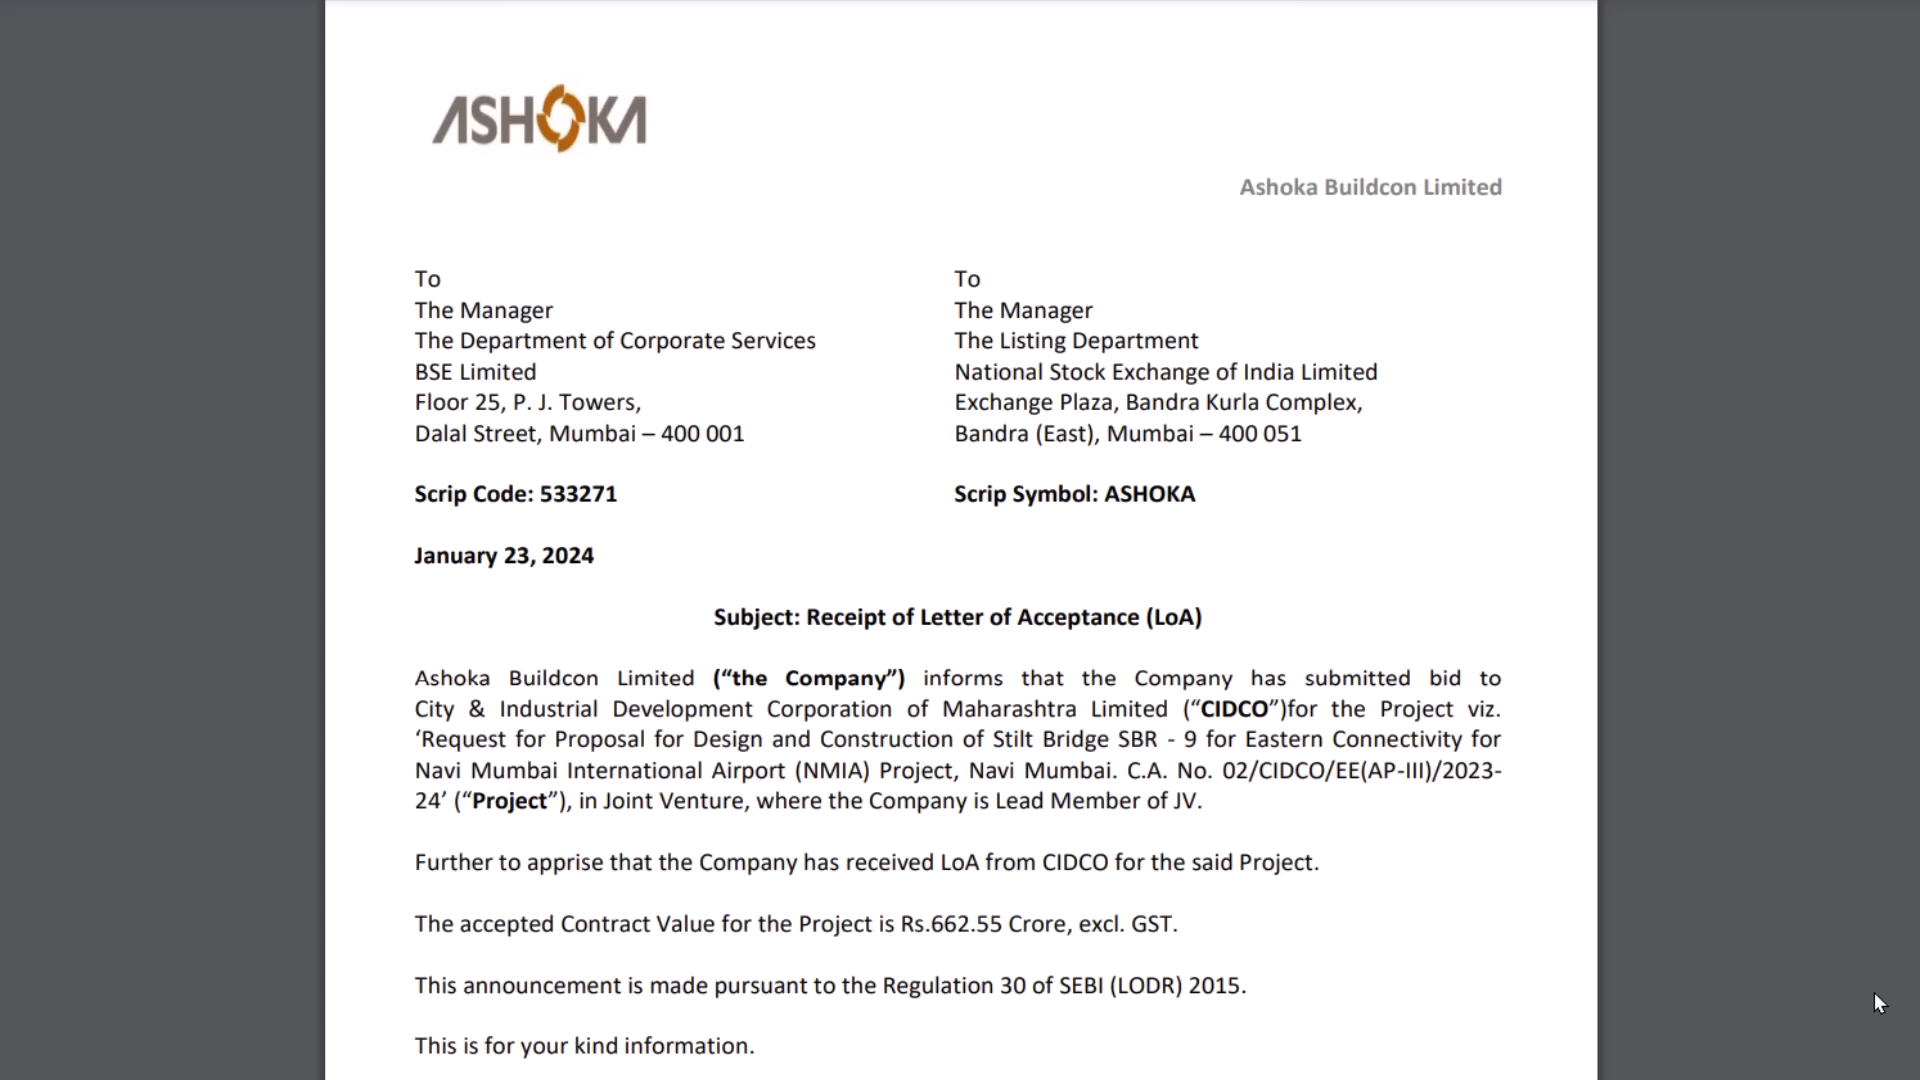 ASHOKA
Ashoka Buildcon Limited
To
The Manager
The Department of Corporate Services
BSE Limited
Floor 25, P. J. Towers,
Dalal Street, Mumbai – 400 001
Scrip Code: 533271
To
The Manager
The Listing Department
National Stock Exchange of India Limited
Exchange Plaza, Bandra Kurla Complex,
Bandra (East), Mumbai – 400 051
Scrip Symbol: ASHOKA
January 23, 2024
Subject: Receipt of Letter of Acceptance (LoA)
Ashoka Buildcon Limited (“the Company”) informs that the Company has submitted bid to
City & Industrial Development Corporation of Maharashtra Limited (“CIDCO”)for the Project viz.
‘Request for Proposal for Design and Construction of Stilt Bridge SBR - 9 for Eastern Connectivity for
Navi Mumbai International Airport (NMIA) Project, Navi Mumbai. C.A. No. 02/CIDCO/EE(AP-III)/2023-
24’ (“Project”), in Joint Venture, where the Company is Lead Member of JV.
Further to apprise that the Company has received LoA from CIDCO for the said Project.
The accepted Contract Value for the Project is Rs.662.55 Crore, excl. GST.
This announcement is made pursuant to the Regulation 30 of SEBI (LODR) 2015.
This is for your kind information.